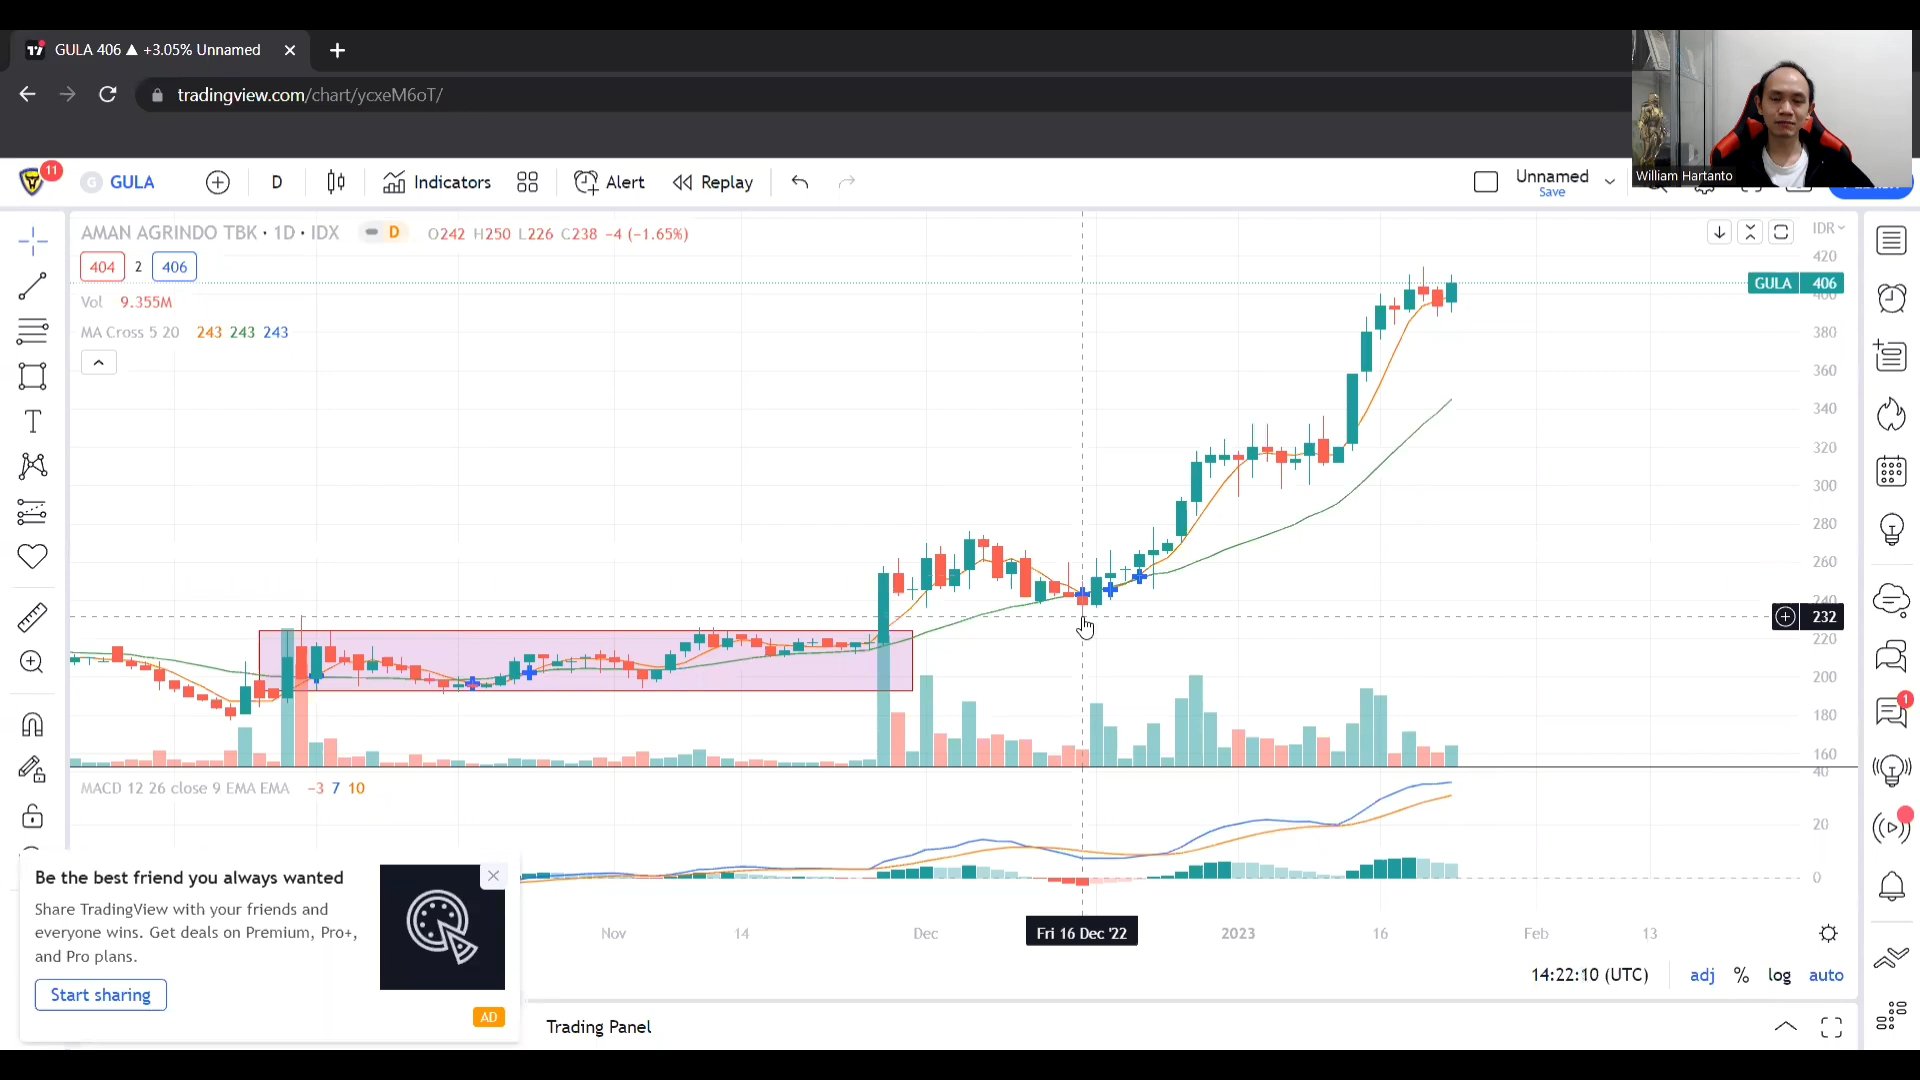 GULA 406 ▲ +3.05% Unnamed
tradingview.com/chart/ycxeM6oT/
William Hartanto
11
G GULA
D
Indicators
Alert
Replay
Unnamed
Save
AMAN AGRINDO TBK · 1D · IDX
D
O242 H250 L226 C238 −4 (−1.65%)
IDR
404 2 406
Vol 9.355M
MA Cross 5 20 243 243 243
420
GULA 406
400
380
360
340
320
300
280
260
240
232
220
200
180
160
MACD 12 26 close 9 EMA EMA −3 7 10
40
20
0
1
Nov
14
Dec
Fri 16 Dec '22
2023
16
Feb
13
Be the best friend you always wanted
Share TradingView with your friends and
everyone wins. Get deals on Premium, Pro+,
and Pro plans.
Start sharing
AD
14:22:10 (UTC)
adj
%
log
auto
Trading Panel